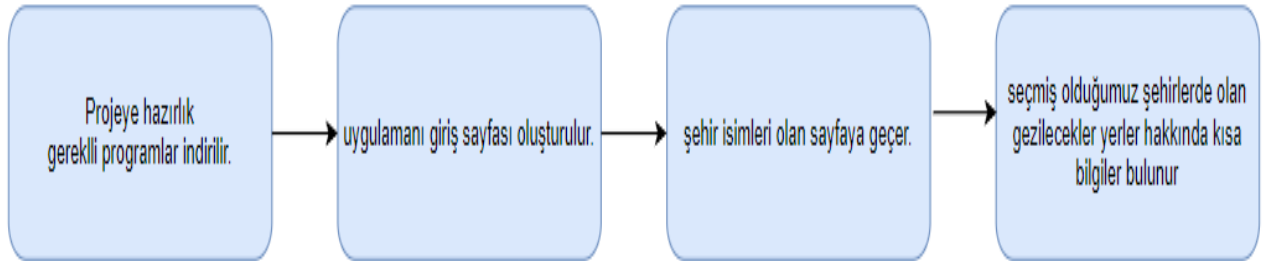 Projeye hazırlık
gereklli programlar indirilir.
uygulamanı giriş sayfası oluşturulur.
şehir isimleri olan sayfaya geçer.
seçmiş olduğumuz şehirlerde olan
gezilecekler yerler hakkında kısa
bilgiler bulunur